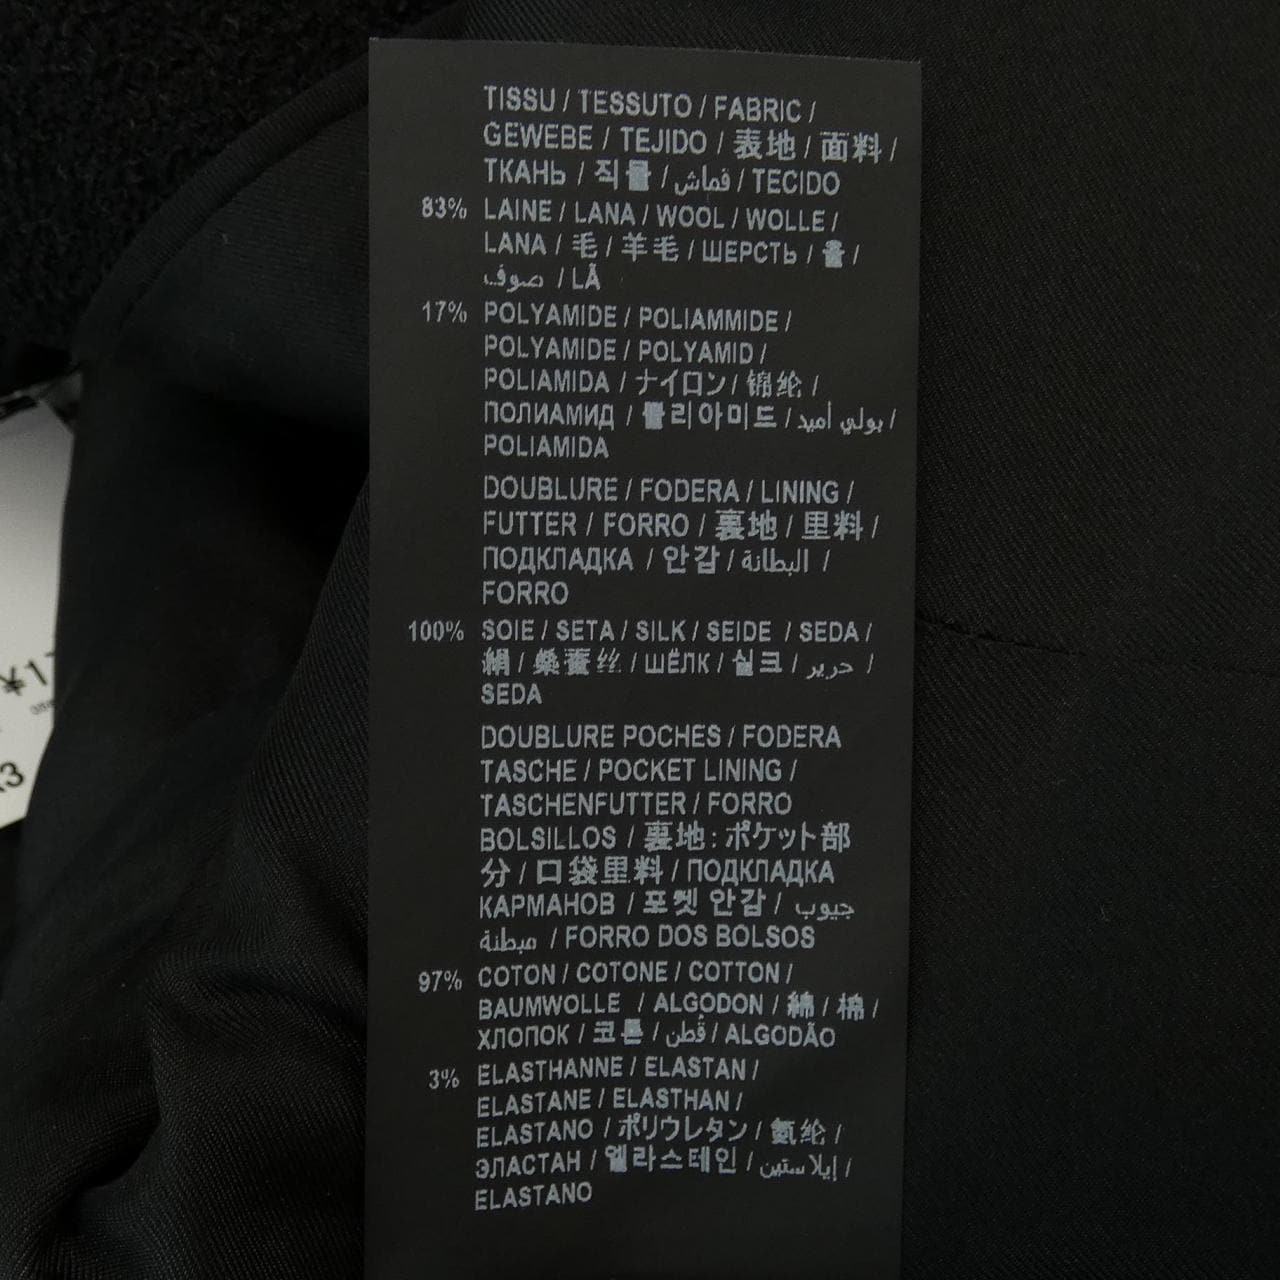 TISSU / TESSUTO / FABRIC /
GEWEBE / TEJIDO / 表地 / 面料 /
ТКАНЬ / 직물 / قماش / TECIDO
83% LAINE / LANA / WOOL / WOLLE /
LANA / 毛 / 羊毛 / ШЕРСТЬ / 울 /
صوف / LÃ
17% POLYAMIDE / POLIAMMIDE /
POLYAMIDE / POLYAMID /
POLIAMIDA / ナイロン / 锦纶 /
ПОЛИАМИД / 폴리아미드 / بولي أميد /
POLIAMIDA
DOUBLURE / FODERA / LINING /
FUTTER / FORRO / 裏地 / 里料 /
ПОДКЛАДКА / 안감 / البطانة /
FORRO
100% SOIE / SETA / SILK / SEIDE / SEDA /
絹 / 桑蚕丝 / ШЁЛК / 실크 / حرير /
SEDA
DOUBLURE POCHES / FODERA
TASCHE / POCKET LINING /
TASCHENFUTTER / FORRO
BOLSILLOS / 裏地：ポケット部
分 / 口袋里料 / ПОДКЛАДКА
КАРМАНОВ / 포켓 안감 / جيوب
مبطنة / FORRO DOS BOLSOS
97% COTON / COTONE / COTTON /
BAUMWOLLE / ALGODON / 綿 / 棉 /
ХЛОПОК / 코튼 / قطن / ALGODÃO
3% ELASTHANNE / ELASTAN /
ELASTANE / ELASTHAN /
ELASTANO / ポリウレタン / 氨纶 /
ЭЛАСТАН / 엘라스테인 / إيلاستين /
ELASTANO
¥1
3